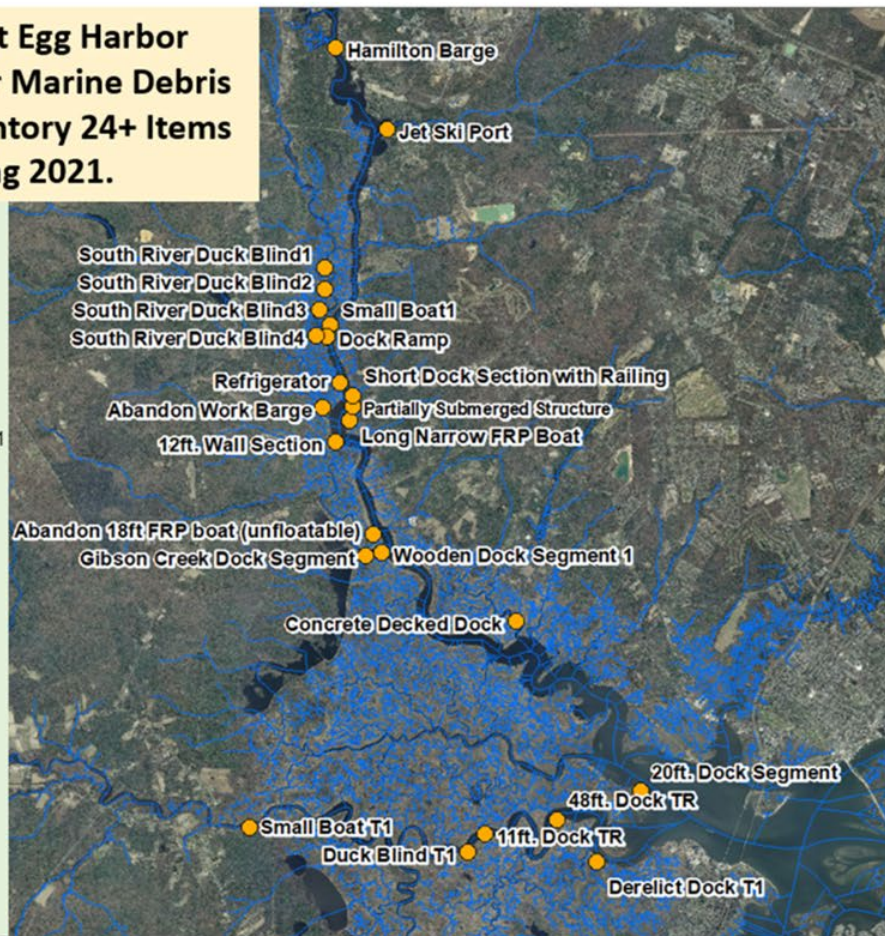 t Egg Harbor
Marine Debris
ntory 24+ Items
g 2021.
Hamilton Barge
Jet Ski Port
South River Duck Blind1
South River Duck Blind2
South River Duck Blind3
Small Boat1
South River Duck Blind4
Dock Ramp
Refrigerator
Short Dock Section with Railing
Abandon Work Barge
Partially Submerged Structure
Long Narrow FRP Boat
12ft. Wall Section
Abandon 18ft FRP boat (unfloatable)
Gibson Creek Dock Segment
Wooden Dock Segment 1
Concrete Decked Dock
20ft. Dock Segment
48ft. Dock TR
Small Boat T1
11ft. Dock TR
Duck Blind T1
Derelict Dock T1